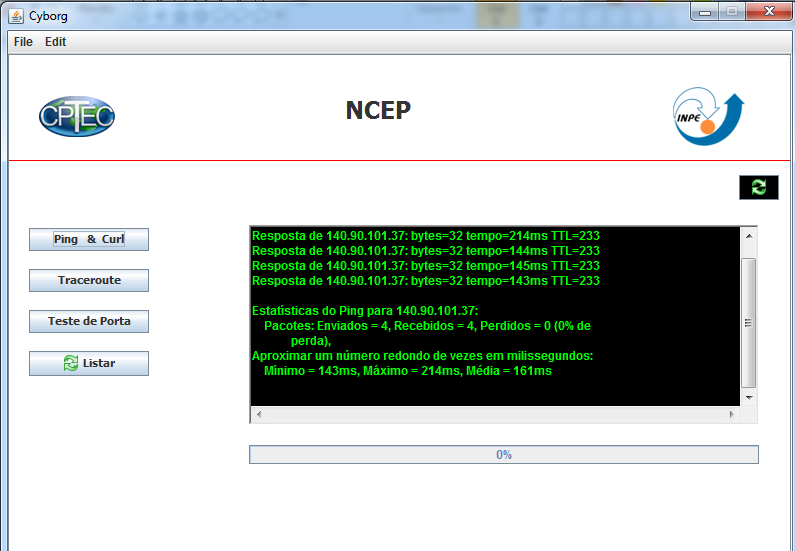 Cyborg
File Edit
CPTEC
NCEP
INPE
Ping & Curl
Traceroute
Teste de Porta
Listar
Resposta de 140.90.101.37: bytes=32 tempo=214ms TTL=233
Resposta de 140.90.101.37: bytes=32 tempo=144ms TTL=233
Resposta de 140.90.101.37: bytes=32 tempo=145ms TTL=233
Resposta de 140.90.101.37: bytes=32 tempo=143ms TTL=233
Estatísticas do Ping para 140.90.101.37:
Pacotes: Enviados = 4, Recebidos = 4, Perdidos = 0 (0% de
perda),
Aproximar um número redondo de vezes em milissegundos:
Mínimo = 143ms, Máximo = 214ms, Média = 161ms
0%